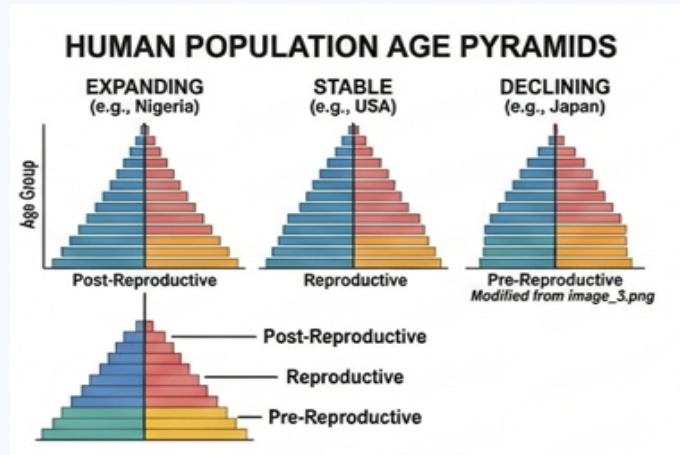 HUMAN POPULATION AGE PYRAMIDS
EXPANDING
(e.g., Nigeria)
STABLE
(e.g., USA)
DECLINING
(e.g., Japan)
Age Group
Post-Reproductive
Reproductive
Pre-Reproductive
Modified from image_3.png
Post-Reproductive
Reproductive
Pre-Reproductive